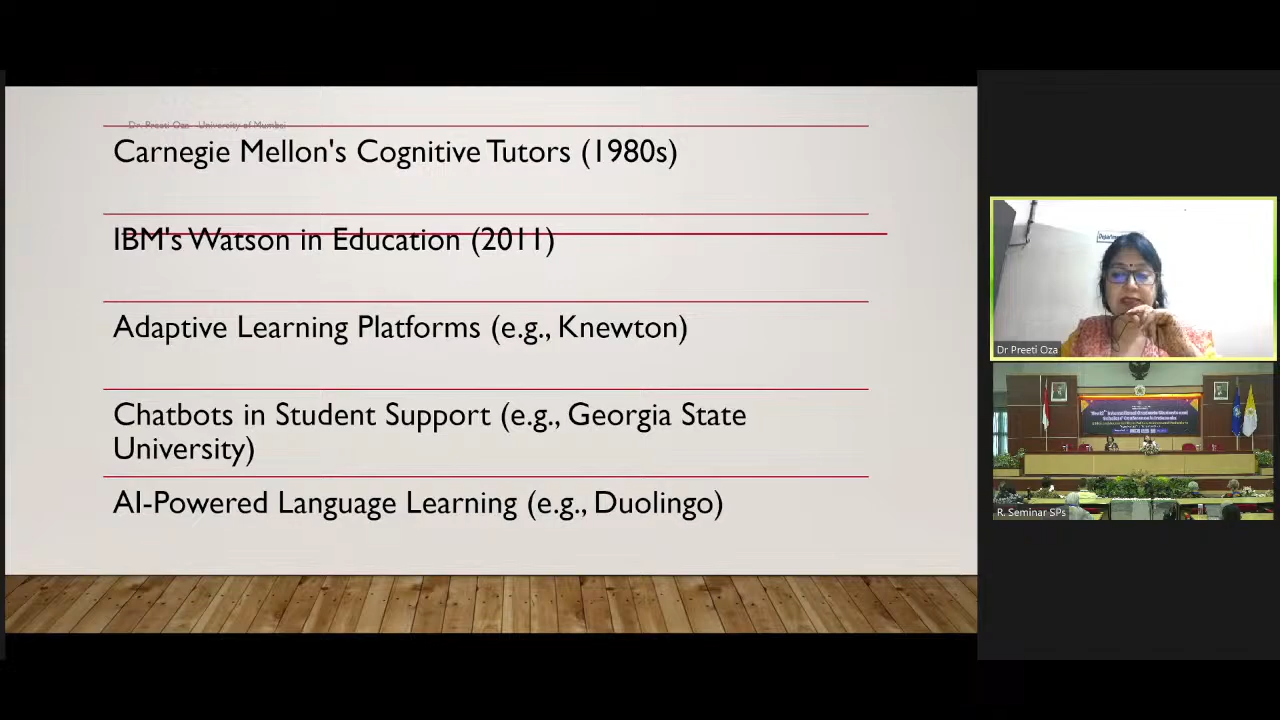 Dr. Preeti Oza - University of Mumbai
Carnegie Mellon's Cognitive Tutors (1980s)
IBM's Watson in Education (2011)
Adaptive Learning Platforms (e.g., Knewton)
Chatbots in Student Support (e.g., Georgia State
University)
AI-Powered Language Learning (e.g., Duolingo)
Dr Preeti Oza
R. Seminar SPs